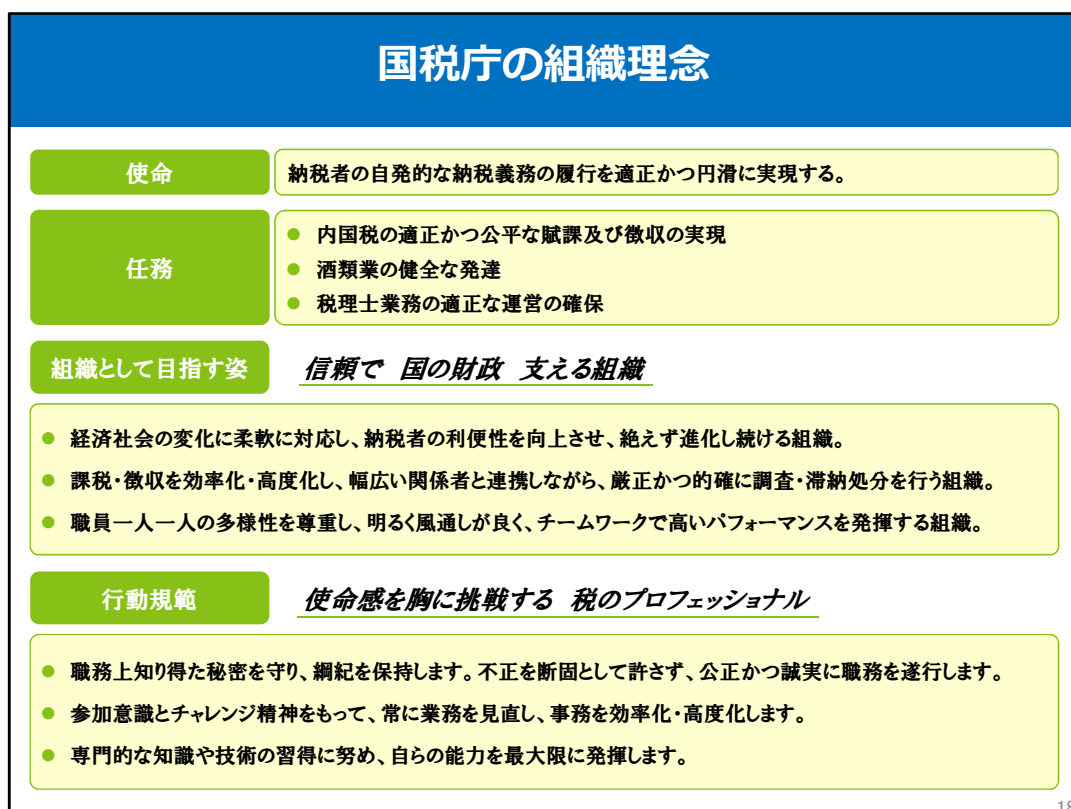 国税庁の組織理念
使命
納税者の自発的な納税義務の履行を適正かつ円滑に実現する。
任務
● 内国税の適正かつ公平な賦課及び徴収の実現
● 酒類業の健全な発達
● 税理士業務の適正な運営の確保
組織として目指す姿
信頼で 国の財政 支える組織
● 経済社会の変化に柔軟に対応し、納税者の利便性を向上させ、絶えず進化し続ける組織。
● 課税・徴収を効率化・高度化し、幅広い関係者と連携しながら、厳正かつ的確に調査・滞納処分を行う組織。
● 職員一人一人の多様性を尊重し、明るく風通しが良く、チームワークで高いパフォーマンスを発揮する組織。
行動規範
使命感を胸に挑戦する 税のプロフェッショナル
● 職務上知り得た秘密を守り、綱紀を保持します。不正を断固として許さず、公正かつ誠実に職務を遂行します。
● 参加意識とチャレンジ精神をもって、常に業務を見直し、事務を効率化・高度化します。
● 専門的な知識や技術の習得に努め、自らの能力を最大限に発揮します。
18